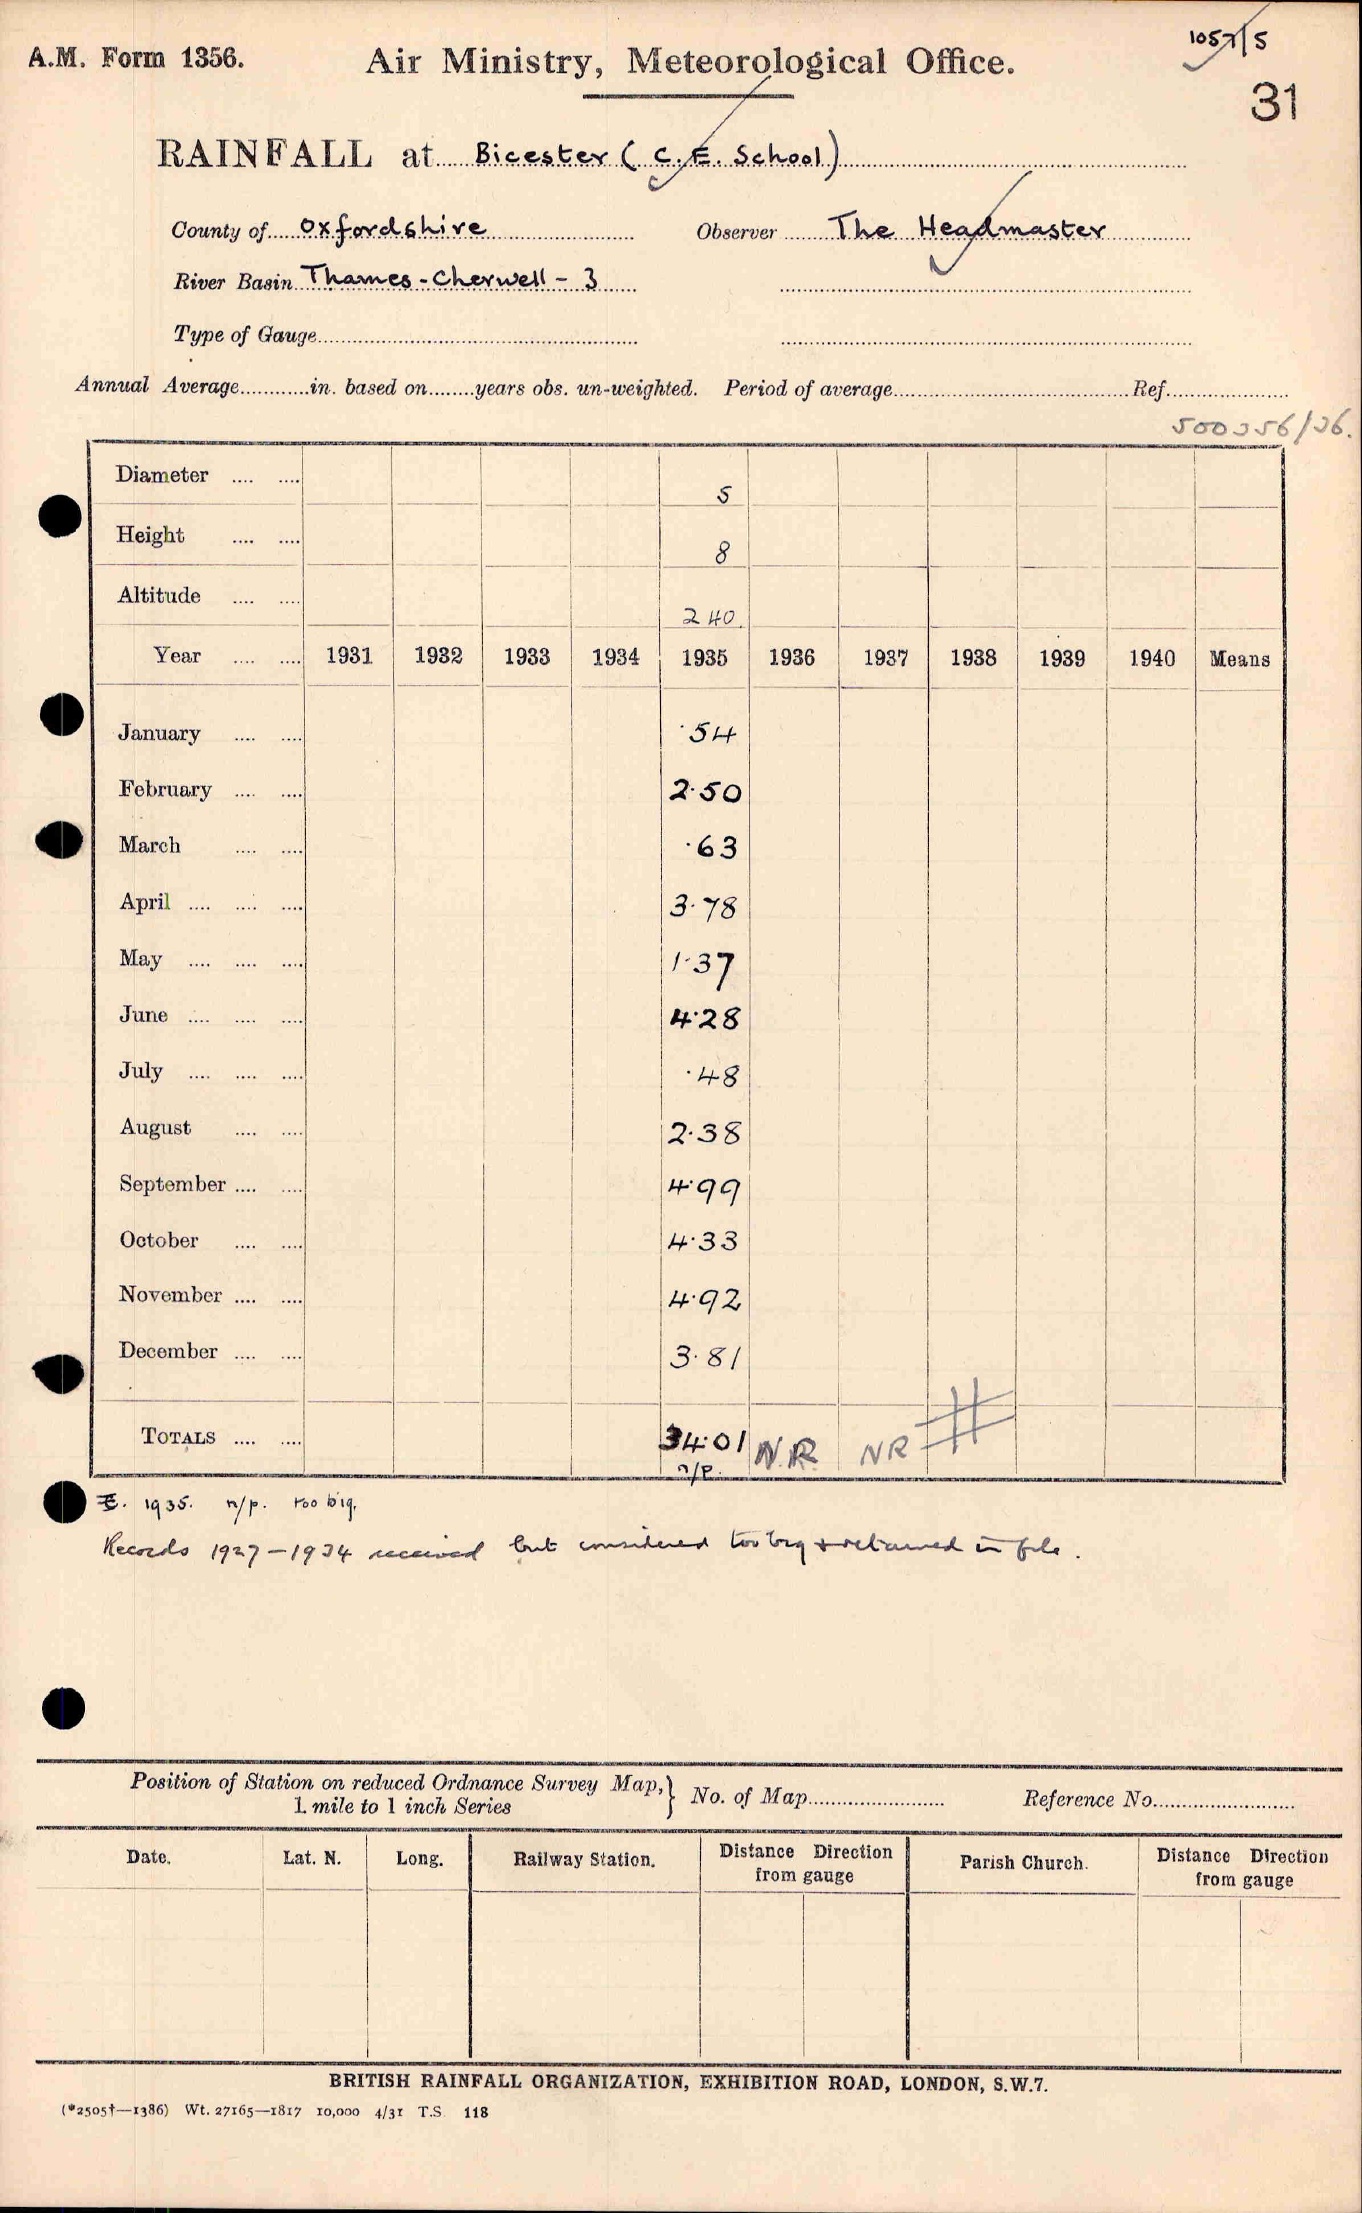 1057/5
A.M. Form 1356.
Air Ministry, Meteorological Office.
31
RAINFALL at Bicester ( C.E. School)
County of Oxfordshire Observer The Headmaster
River Basin Thames - Cherwell - 3
Type of Gauge
Annual Average in. based on years obs. un-weighted. Period of average Ref.
500356/36.
Diameter 5
Height 8
Altitude 240
Year 1931 1932 1933 1934 1935 1936 1937 1938 1939 1940 Means
January ·54
February 2·50
March ·63
April 3·78
May 1·37
June 4·28
July ·48
August 2·38
September 4·99
October 4·33
November 4·92
December 3·81
TOTALS 34·01 N.R. NR
n/p.
1935. n/p. too big.
Records 1927-1934 received but considered too big & retained in file.
Position of Station on reduced Ordnance Survey Map, } No. of Map Reference No.
1 mile to 1 inch Series
Date. Lat. N. Long. Railway Station. Distance Direction from gauge Parish Church. Distance Direction from gauge
BRITISH RAINFALL ORGANIZATION, EXHIBITION ROAD, LONDON, S.W.7.
(*2505†—1386) Wt. 27165—1817 10,000 4/31 T.S. 118